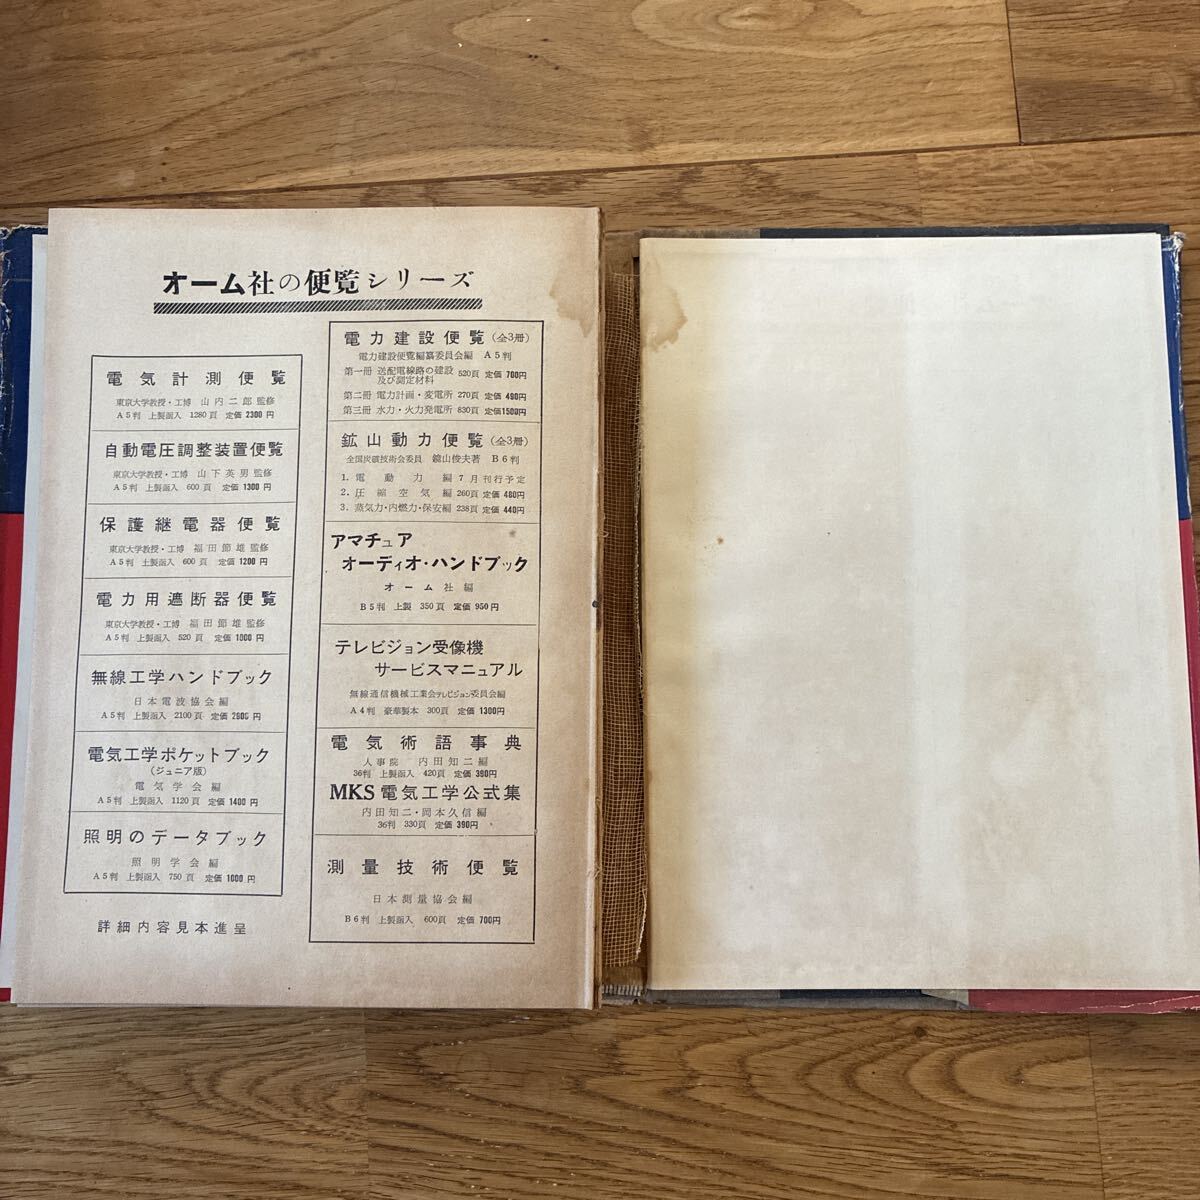 オーム社の便覧シリーズ
電力建設便覧(全3冊)
電力建設便覧編纂委員会編 A5判
第一冊 送配電線路の建設及び測定材料 520頁 定価700円
第二冊 電力計画・変電所 270頁 定価490円
第三冊 水力・火力発電所 830頁 定価1500円
鉱山動力便覧(全3冊)
全国炭礦技術会委員 鏡山俊夫著 B6判
1. 電動力編 7月刊行予定
2. 圧縮空気編 260頁 定価480円
3. 蒸気力・内燃力・保安編 238頁 定価440円
アマチュア
オーディオ・ハンドブック
オーム社編
B5判 上製 350頁 定価950円
テレビジョン受像機
サービスマニュアル
無線通信機械工業会テレビジョン委員会編
A4判 豪華製本 300頁 定価1300円
電気術語事典
人事院 内田知二編
36判 上製函入 420頁 定価390円
MKS電気工学公式集
内田知二・岡本久信編
36判 330頁 定価390円
測量技術便覧
日本測量協会編
B6判 上製函入 600頁 定価700円
電気計測便覧
東京大学教授・工博 山内二郎監修
A5判 上製函入 1280頁 定価2300円
自動電圧調整装置便覧
東京大学教授・工博 山下英男監修
A5判 上製函入 600頁 定価1300円
保護継電器便覧
東京大学教授・工博 福田節雄監修
A5判 上製函入 600頁 定価1200円
電力用遮断器便覧
東京大学教授・工博 福田節雄監修
A5判 上製函入 520頁 定価1000円
無線工学ハンドブック
日本電波協会編
A5判 上製函入 2100頁 定価2800円
電気工学ポケットブック
(ジュニア版)
電気学会編
A5判 上製函入 1120頁 定価1400円
照明のデータブック
照明学会編
A5判 上製函入 750頁 定価1000円
詳細内容見本進呈